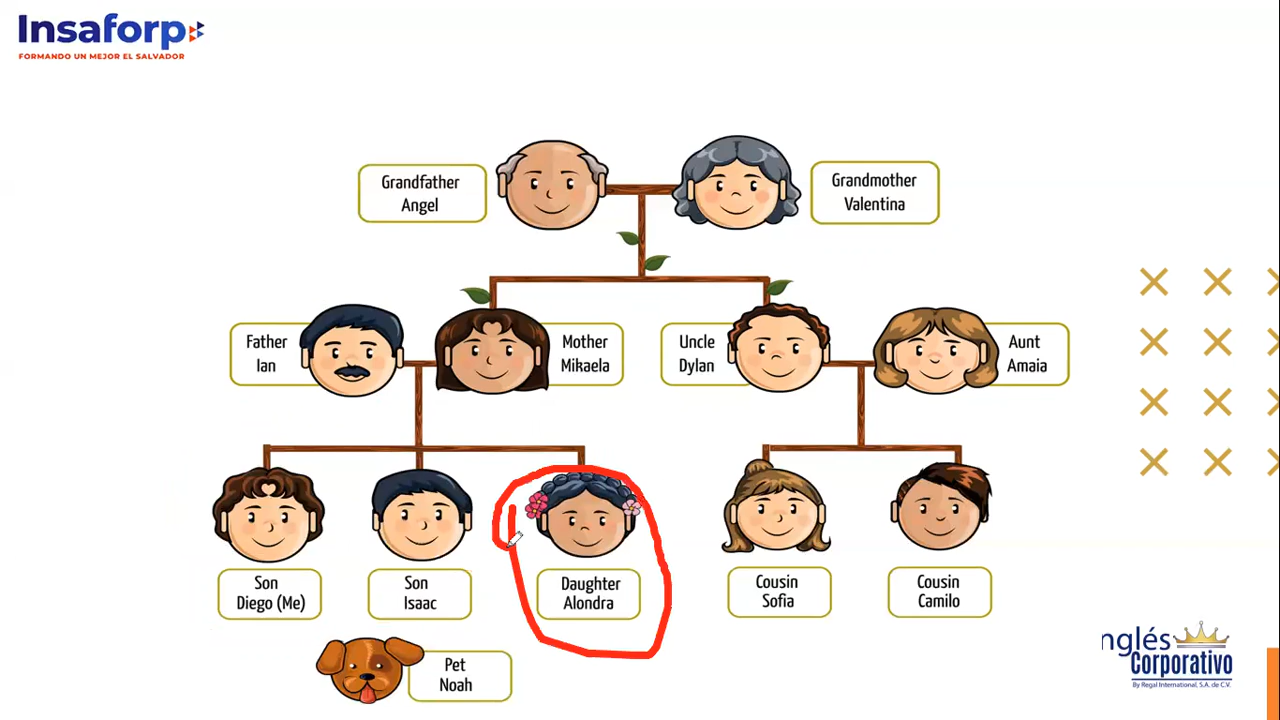 Insaforp
FORMANDO UN MEJOR EL SALVADOR
Grandfather
Angel
Grandmother
Valentina
Father
Ian
Mother
Mikaela
Uncle
Dylan
Aunt
Amaia
Son
Diego (Me)
Son
Isaac
Daughter
Alondra
Cousin
Sofia
Cousin
Camilo
Pet
Noah
nglés
Corporativo
By Regal International, S.A. de C.V.